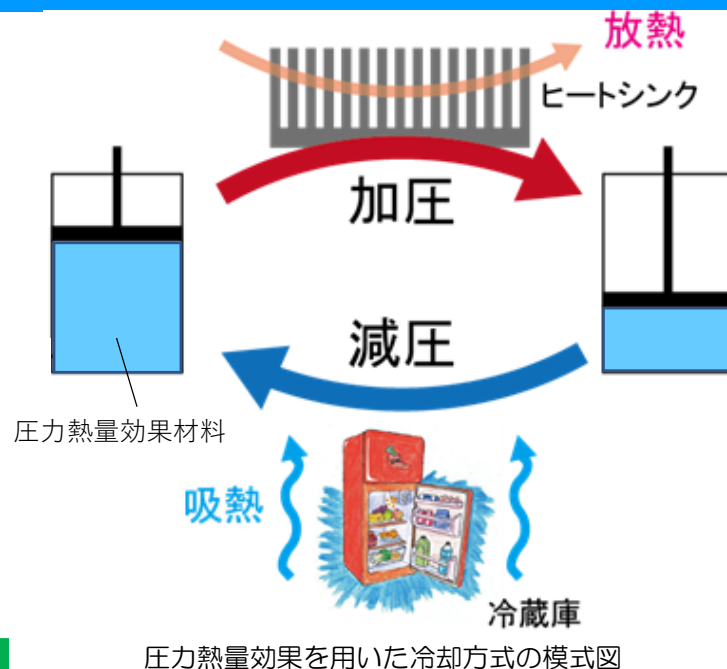 放熱
ヒートシンク
加圧
減圧
圧力熱量効果材料
吸熱
冷蔵庫
圧力熱量効果を用いた冷却方式の模式図